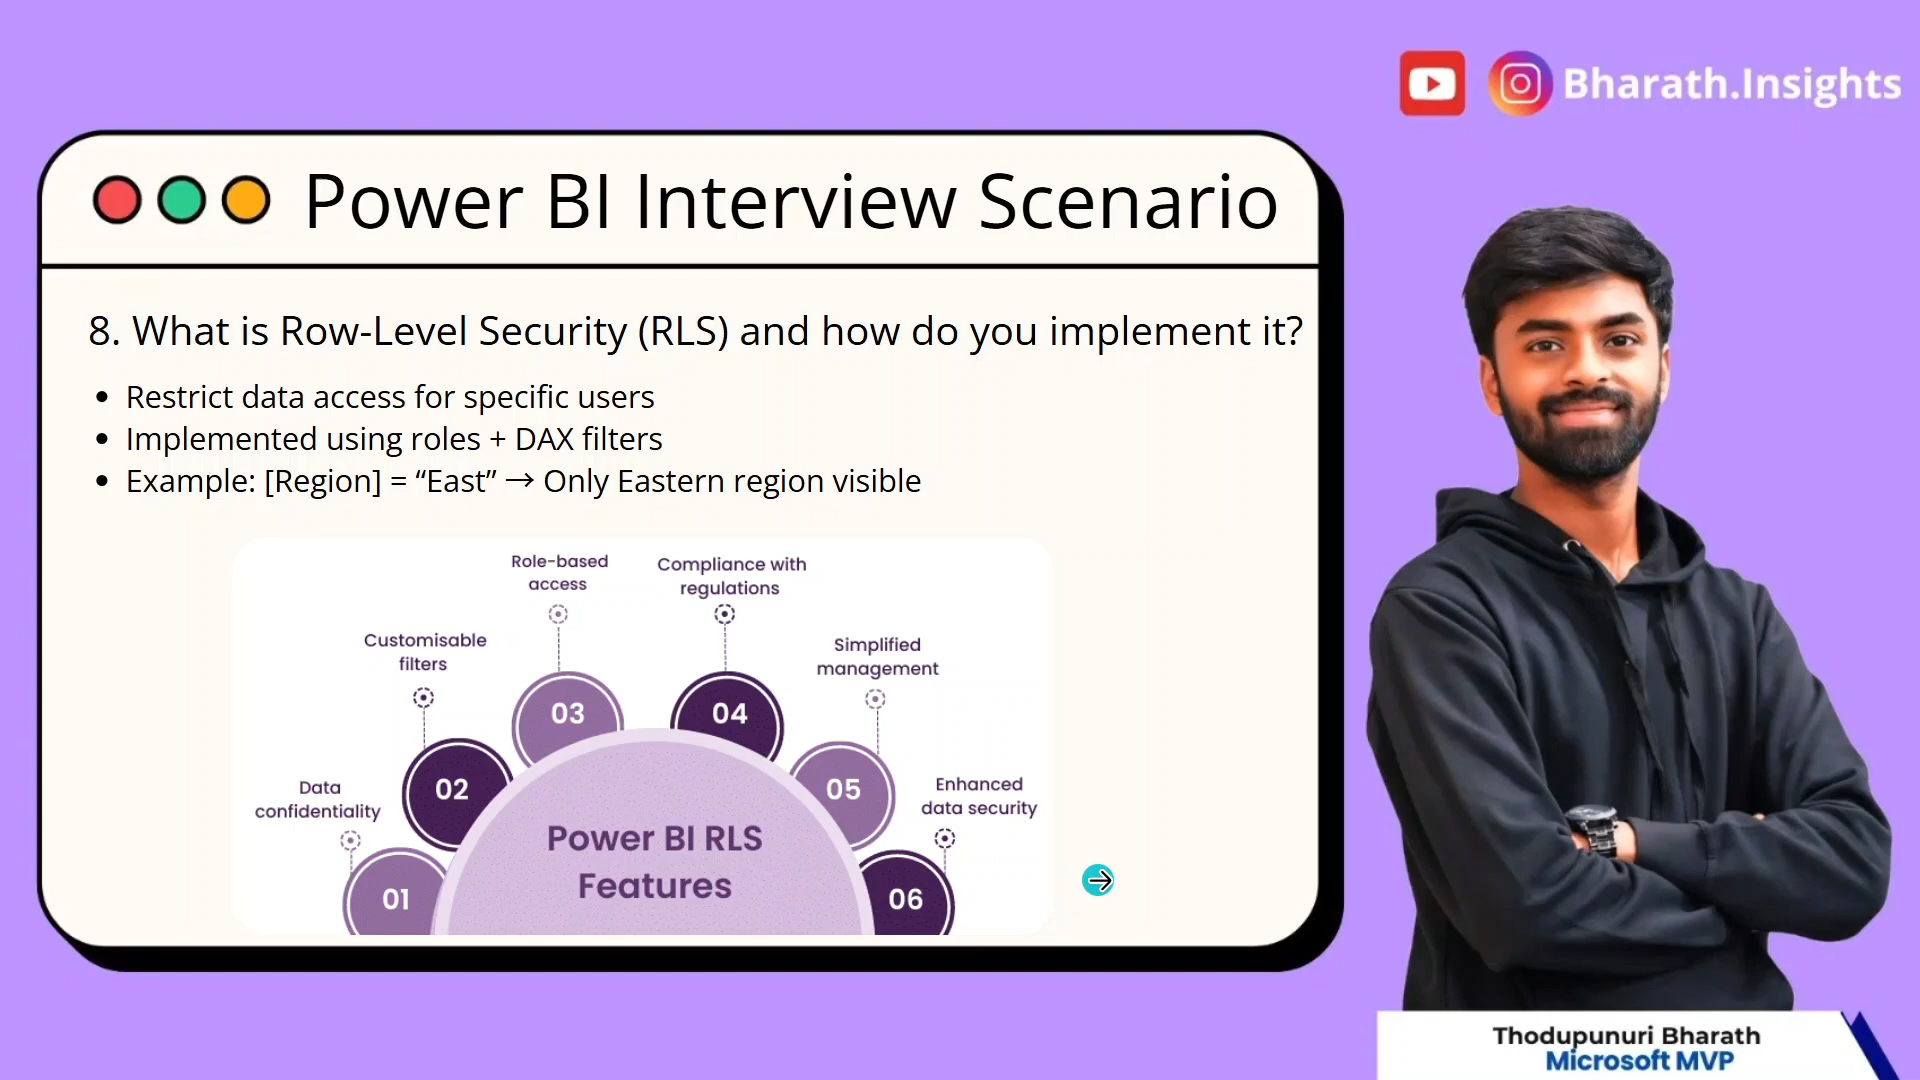 Bharath.Insights
Power BI Interview Scenario
8. What is Row-Level Security (RLS) and how do you implement it?
• Restrict data access for specific users
• Implemented using roles + DAX filters
• Example: [Region] = “East” → Only Eastern region visible
Role-based
access
Compliance with
regulations
Customisable
filters
Simplified
management
03
04
Data
confidentiality
02
05
Enhanced
data security
01
Power BI RLS
Features
06
Thodupunuri Bharath
Microsoft MVP